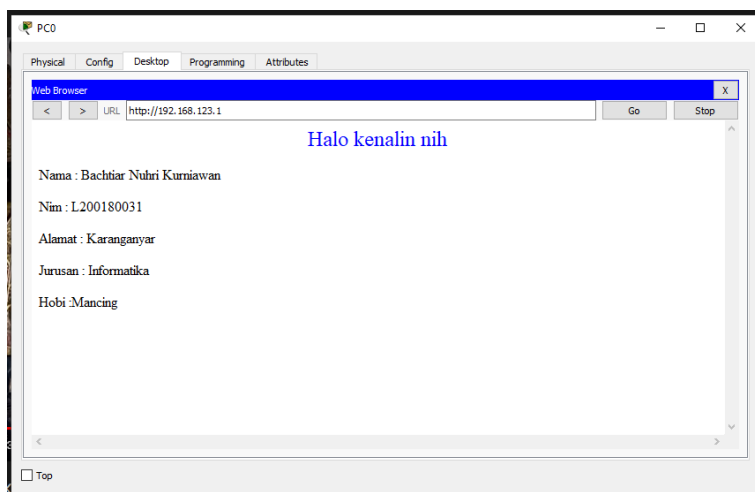 PC0
Physical Config Desktop Programming Attributes
Web Browser X
< > URL http://192.168.123.1 Go Stop
Halo kenalin nih
Nama : Bachtiar Nuhri Kurniawan
Nim : L200180031
Alamat : Karanganyar
Jurusan : Informatika
Hobi :Mancing
Top